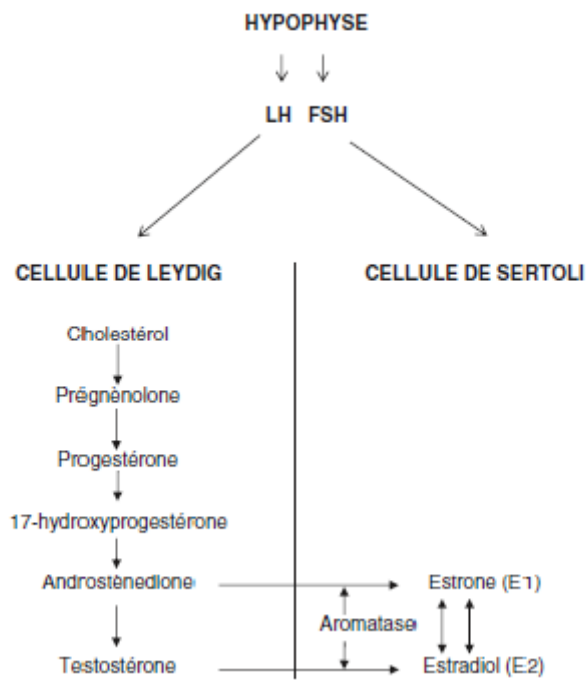 HYPOPHYSE
LH FSH
CELLULE DE LEYDIG
CELLULE DE SERTOLI
Cholestérol
Prégnènolone
Progestérone
17-hydroxyprogestérone
Androstènedione
Estrone (E1)
Aromatase
Testostérone
Estradiol (E2)